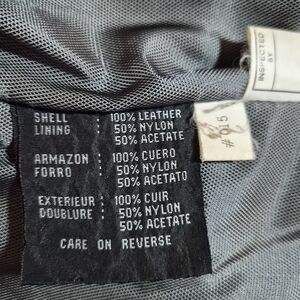 SHELL : 100% LEATHER
LINING : 50% NYLON
50% ACETATE
ARMAZON : 100% CUERO
FORRO : 50% NYLON
50% ACETATO
EXTERIEUR : 100% CUIR
DOUBLURE : 50% NYLON
50% ACETATE
CARE ON REVERSE
INSPECTED
BY